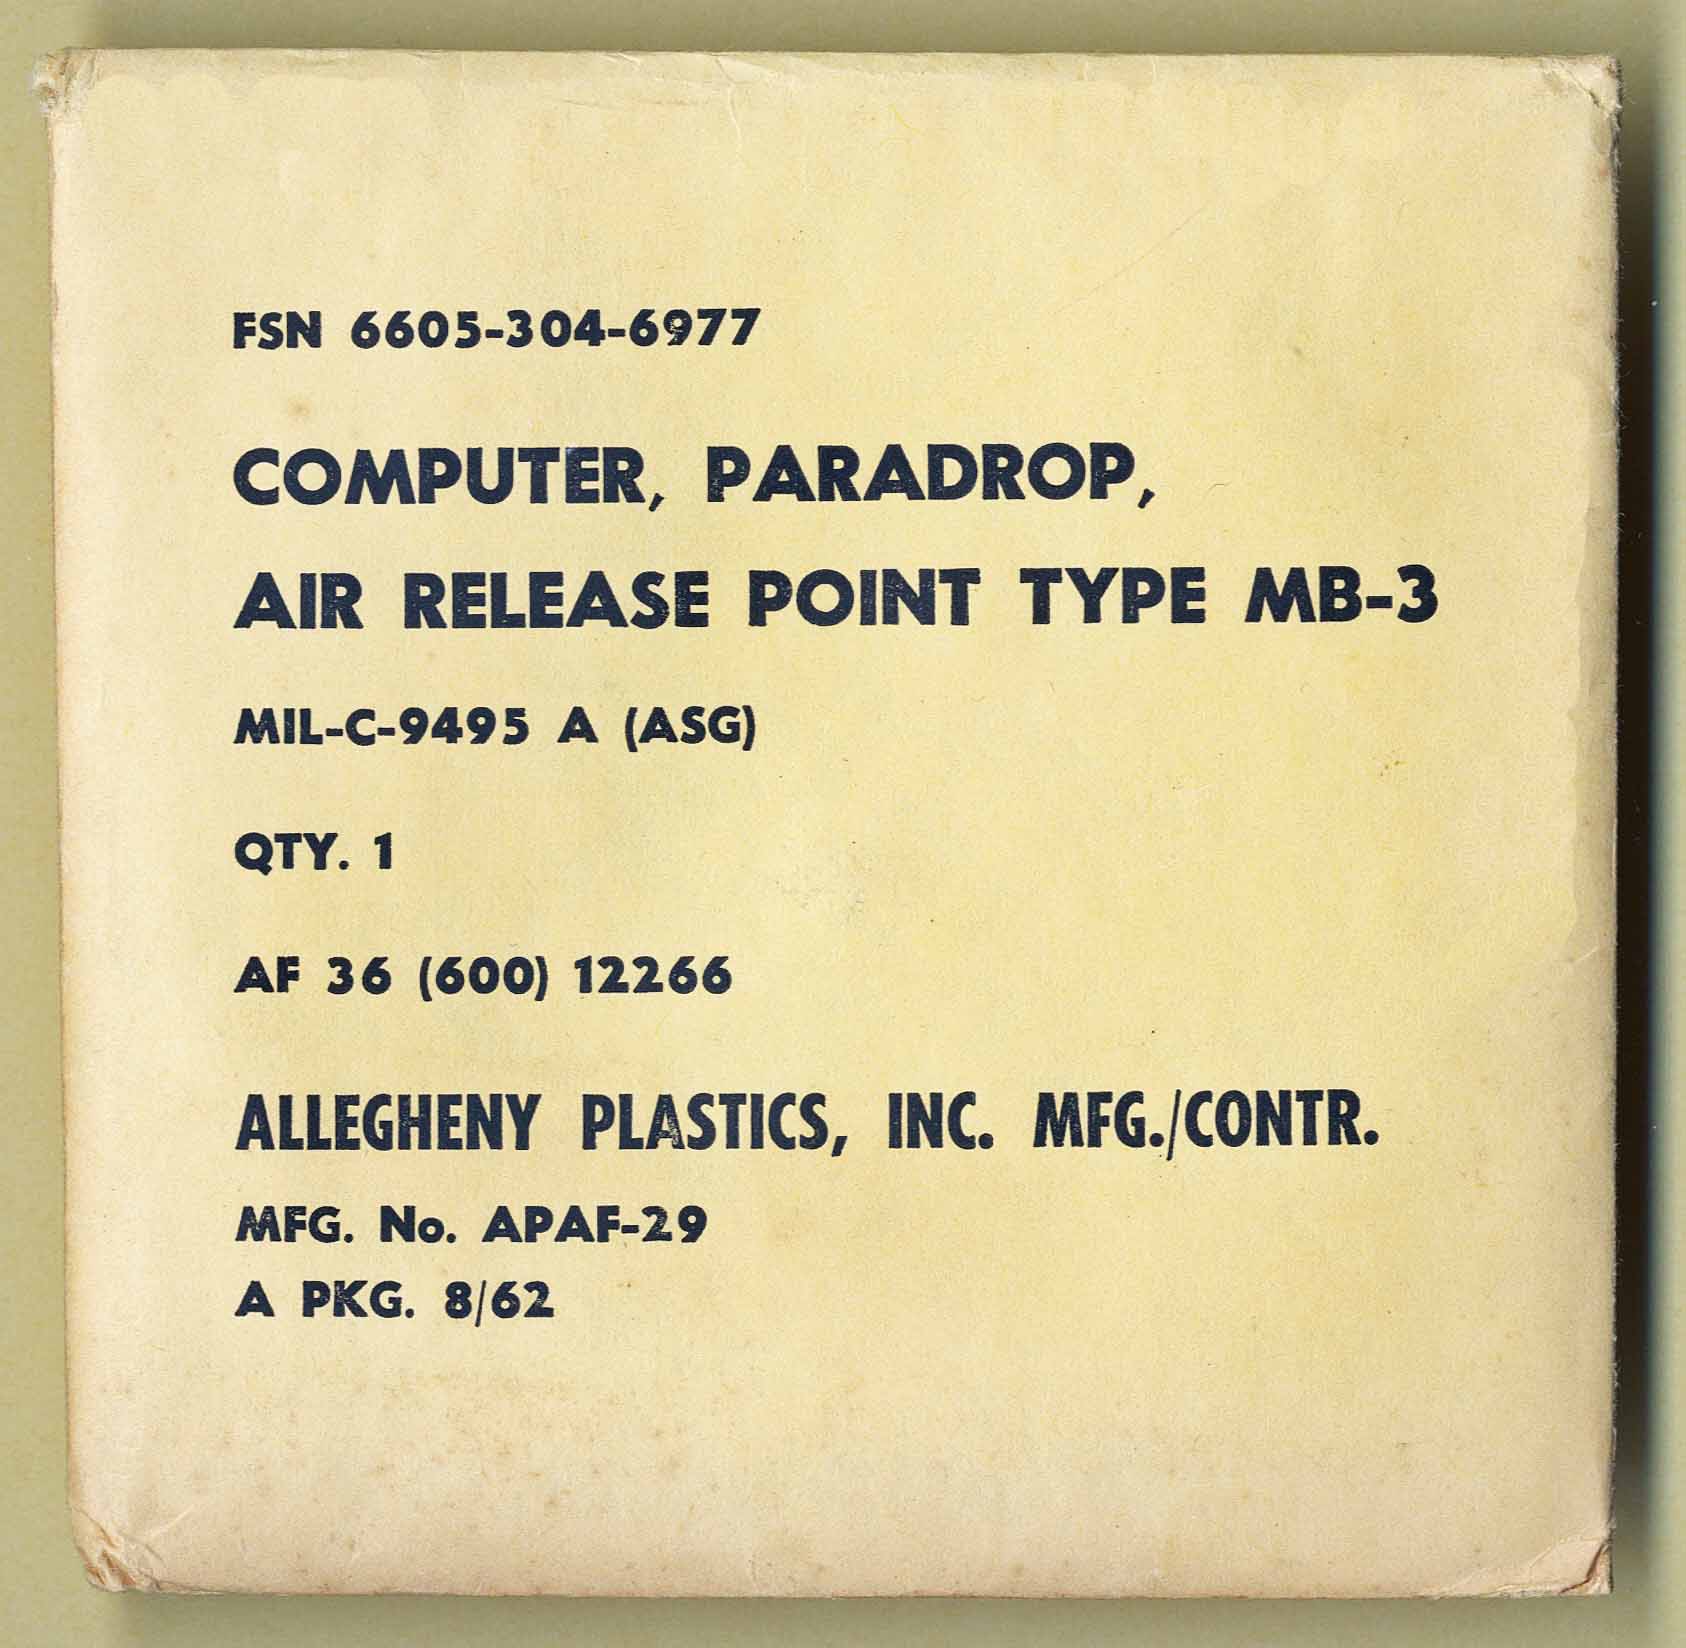 FSN 6605-304-6977
COMPUTER, PARADROP,
AIR RELEASE POINT TYPE MB-3
MIL-C-9495 A (ASG)
QTY. 1
AF 36 (600) 12266
ALLEGHENY PLASTICS, INC. MFG./CONTR.
MFG. No. APAF-29
A PKG. 8/62